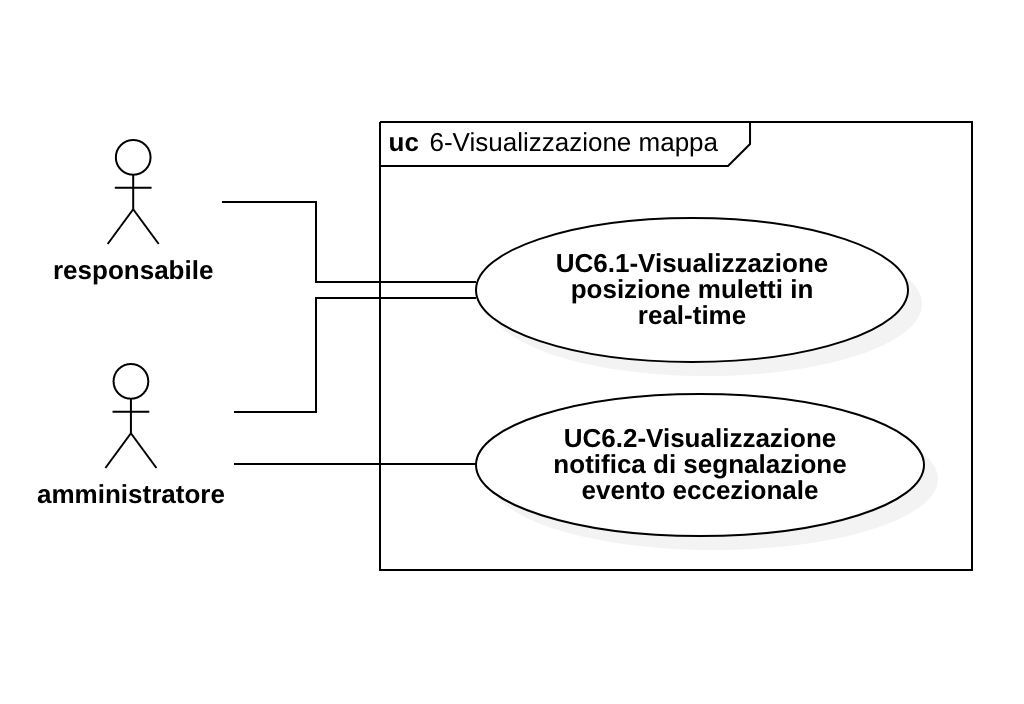 uc 6-Visualizzazione mappa
responsabile
UC6.1-Visualizzazione
posizione muletti in
real-time
amministratore
UC6.2-Visualizzazione
notifica di segnalazione
evento eccezionale